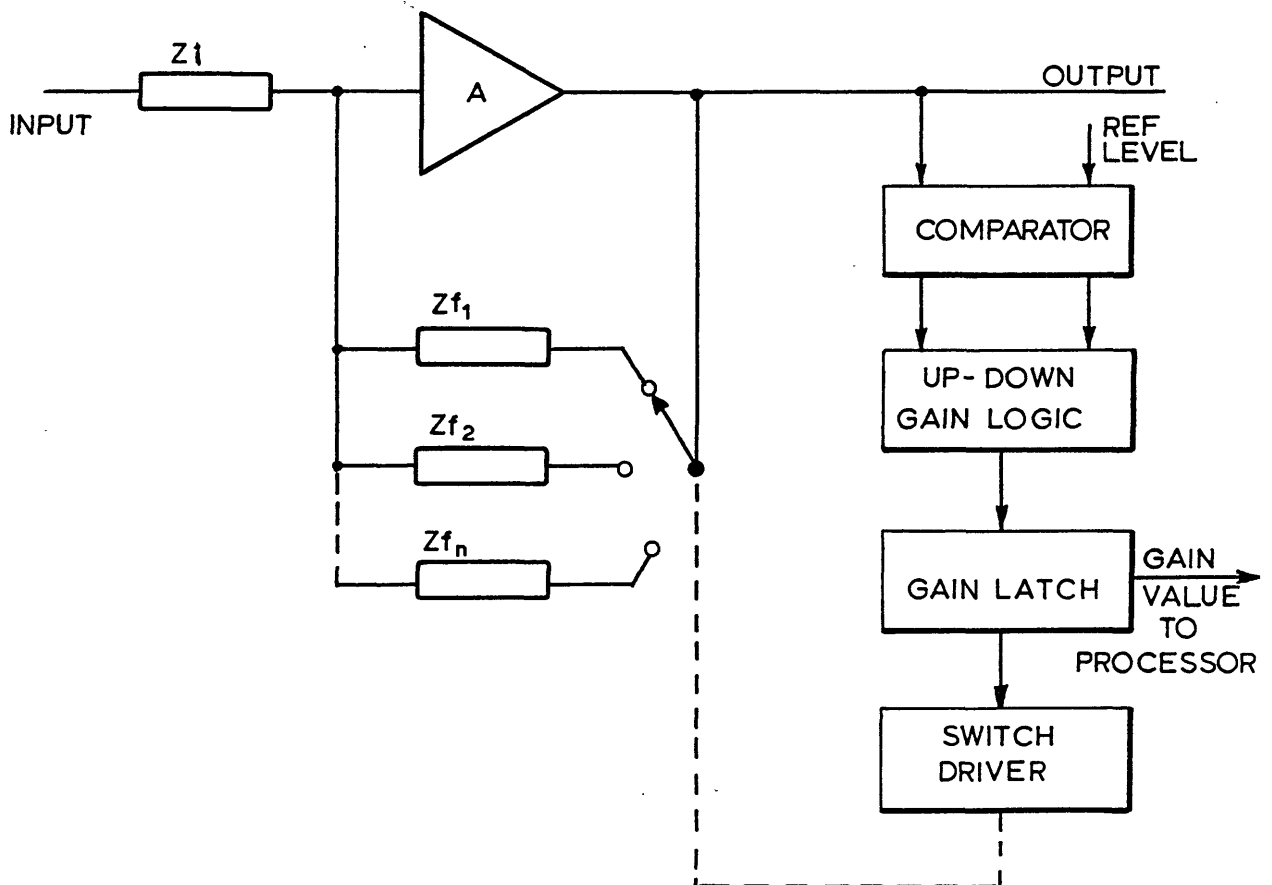 Zi
INPUT
A
OUTPUT
REF
LEVEL
COMPARATOR
Zf₁
UP-DOWN
GAIN LOGIC
Zf₂
Zfₙ
GAIN LATCH
GAIN
VALUE
TO
PROCESSOR
SWITCH
DRIVER